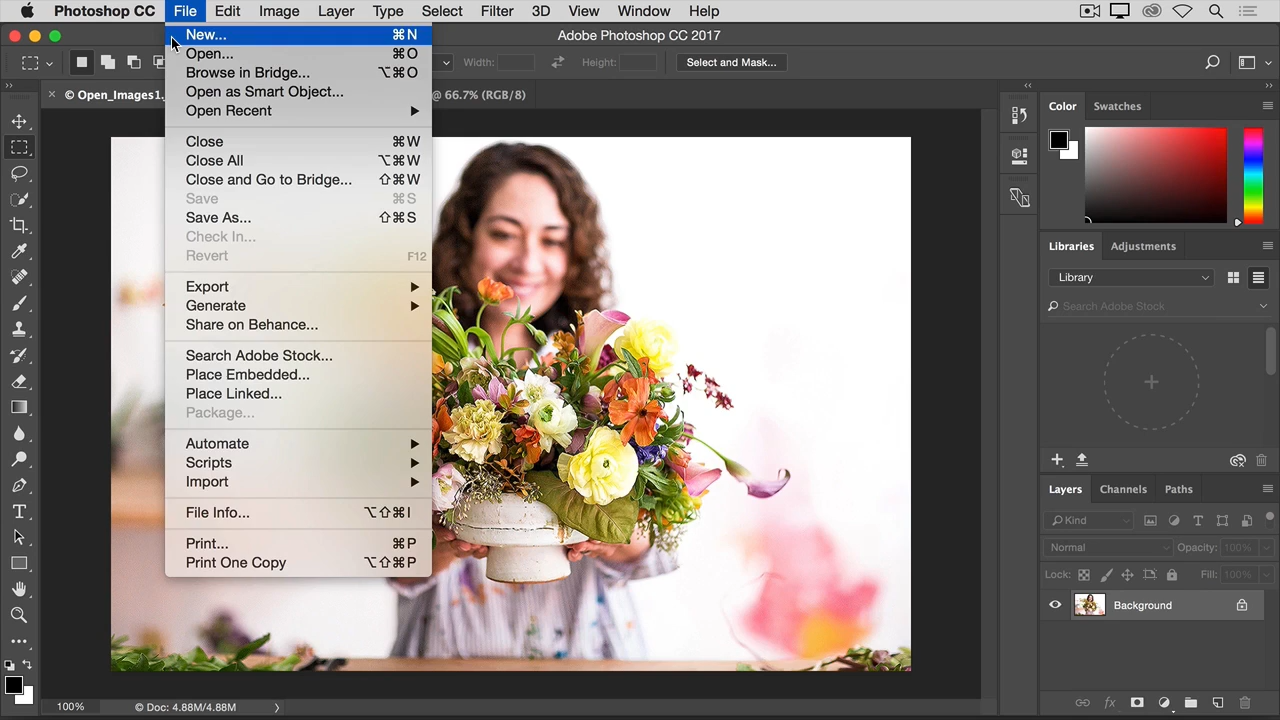 Photoshop CC File Edit Image Layer Type Select Filter 3D View Window Help
Adobe Photoshop CC 2017
New... ⌘N
Open... ⌘O
Browse in Bridge... ⌥⌘O
Open as Smart Object...
Open Recent
Close ⌘W
Close All ⌥⌘W
Close and Go to Bridge... ⇧⌘W
Save ⌘S
Save As... ⇧⌘S
Check In...
Revert F12
Export
Generate
Share on Behance...
Search Adobe Stock...
Place Embedded...
Place Linked...
Package...
Automate
Scripts
Import
File Info... ⌥⇧⌘I
Print... ⌘P
Print One Copy ⌥⇧⌘P
Width: Height: Select and Mask...
© Open_Images1. @ 66.7% (RGB/8)
Color Swatches
Libraries Adjustments
Library
Search Adobe Stock
Layers Channels Paths
Kind
Normal Opacity: 100%
Lock: Fill: 100%
Background
100% © Doc: 4.88M/4.88M